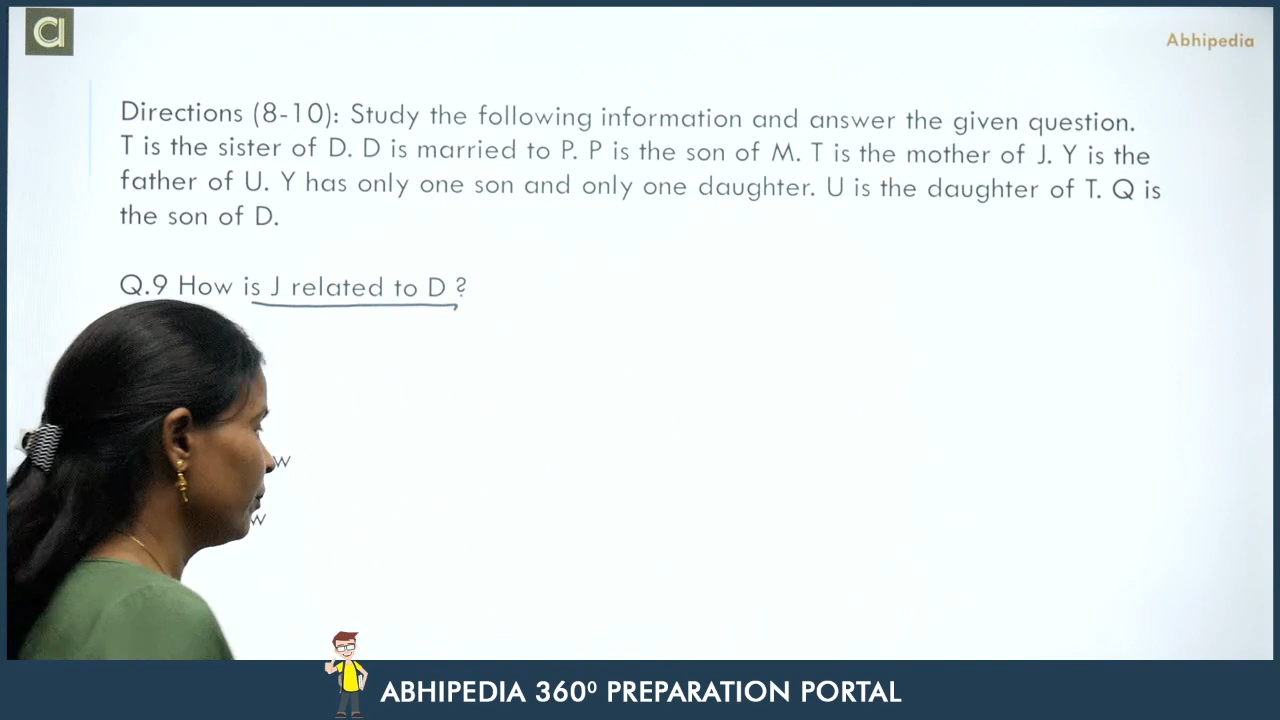 Abhipedia
Directions (8-10): Study the following information and answer the given question.
T is the sister of D. D is married to P. P is the son of M. T is the mother of J. Y is the
father of U. Y has only one son and only one daughter. U is the daughter of T. Q is
the son of D.
Q.9 How is J related to D ?
w
w
ABHIPEDIA 360⁰ PREPARATION PORTAL